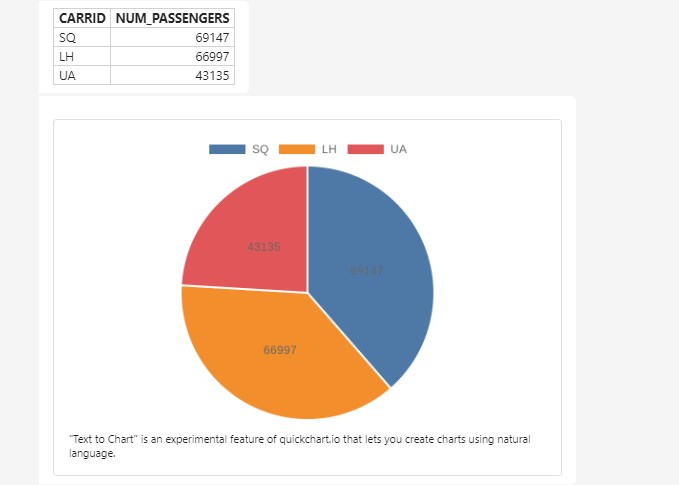 CARRID NUM_PASSENGERS
SQ 69147
LH 66997
UA 43135
SQ LH UA
43135
69147
66997
"Text to Chart" is an experimental feature of quickchart.io that lets you create charts using natural
language.